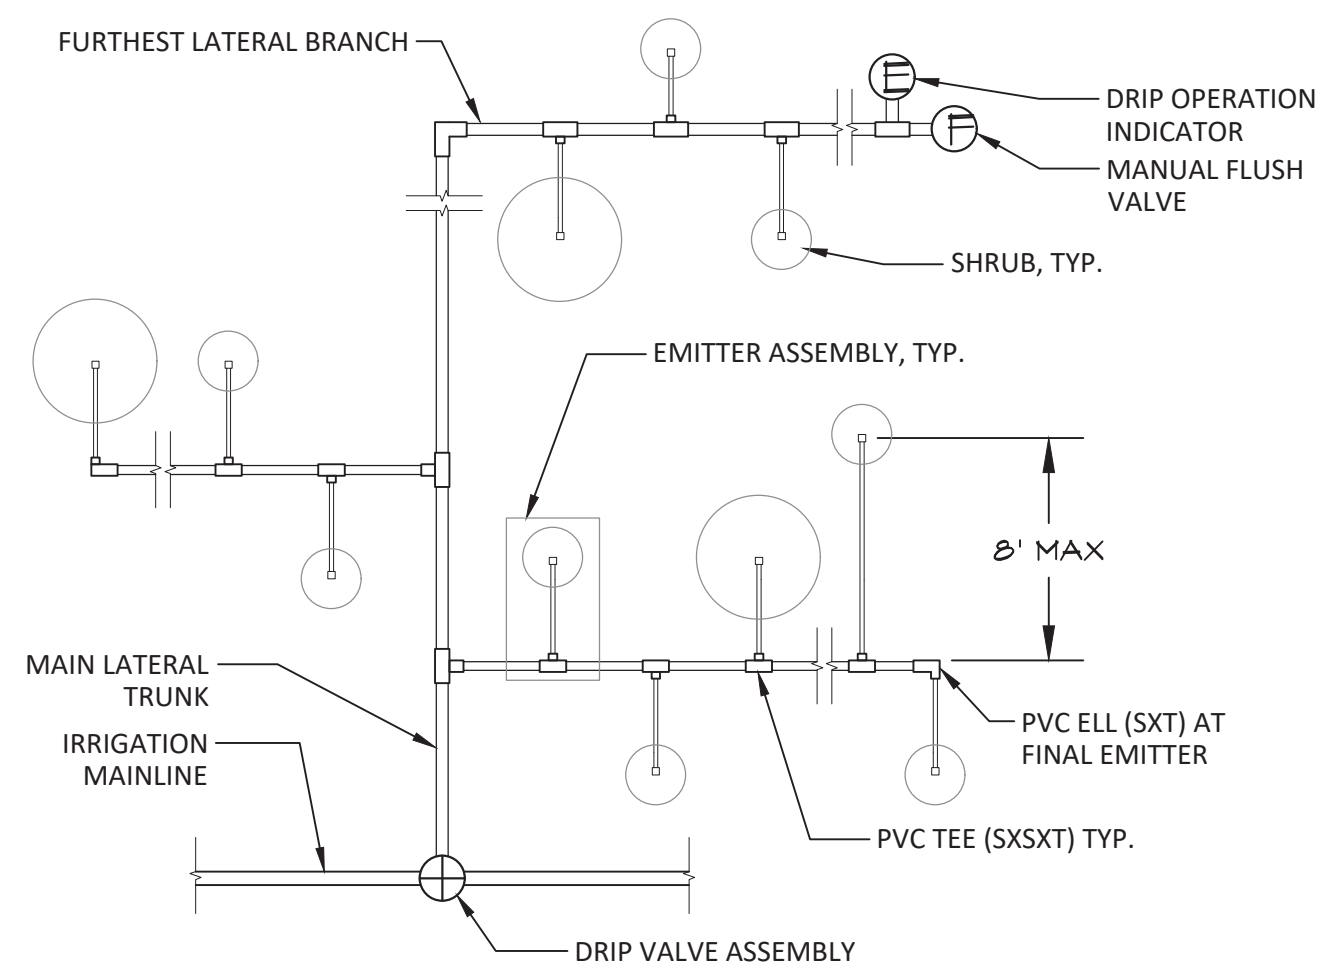 FURTHEST LATERAL BRANCH
DRIP OPERATION
INDICATOR
MANUAL FLUSH
VALVE
SHRUB, TYP.
EMITTER ASSEMBLY, TYP.
8' MAX
MAIN LATERAL
TRUNK
IRRIGATION
MAINLINE
PVC ELL (SXT) AT
FINAL EMITTER
PVC TEE (SXSXT) TYP.
DRIP VALVE ASSEMBLY